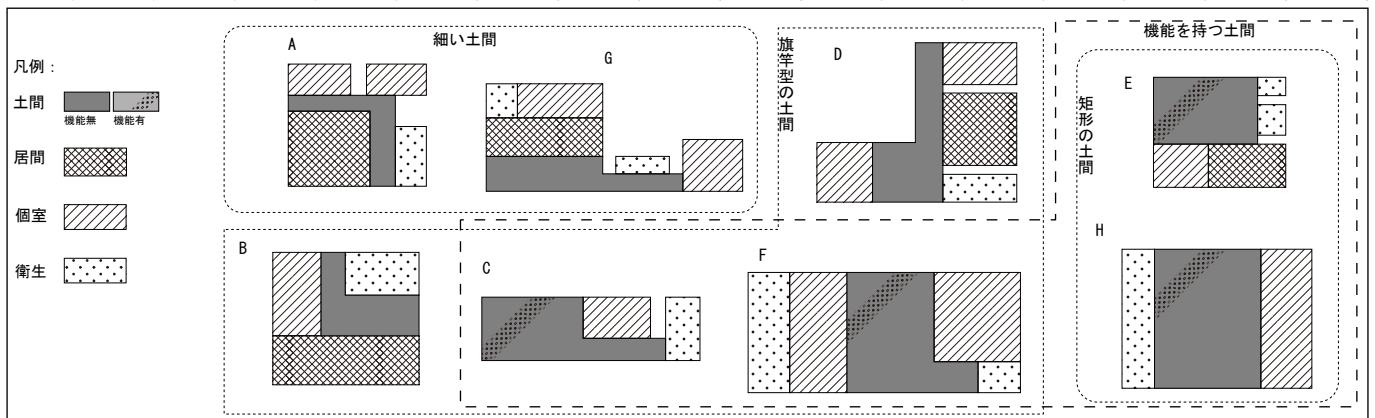 凡例：
土間
機能無 機能有
居間
個室
衛生
細い土間
A
G
B
旗竿型の土間
D
C
F
機能を持つ土間
矩形の土間
E
H